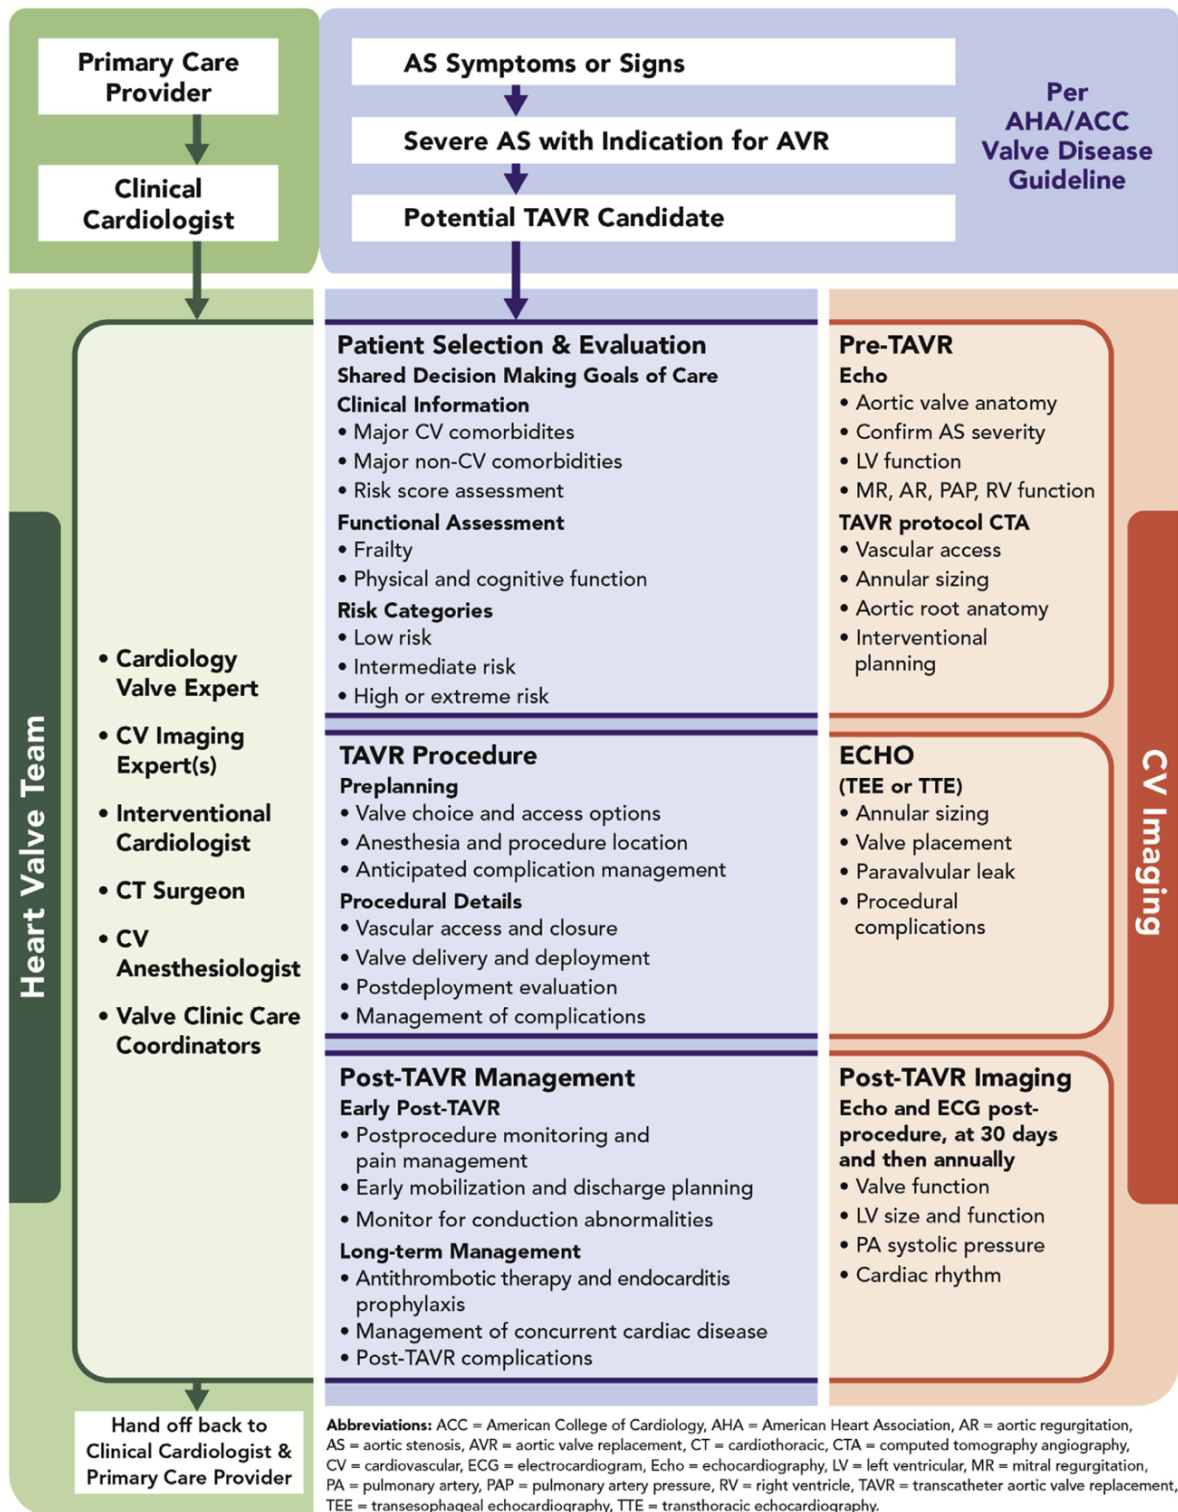 Primary Care
Provider
Clinical
Cardiologist
AS Symptoms or Signs
Severe AS with Indication for AVR
Potential TAVR Candidate
Per
AHA/ACC
Valve Disease
Guideline
Heart Valve Team
• Cardiology
Valve Expert
• CV Imaging
Expert(s)
• Interventional
Cardiologist
• CT Surgeon
• CV
Anesthesiologist
• Valve Clinic Care
Coordinators
Hand off back to
Clinical Cardiologist &
Primary Care Provider
Patient Selection & Evaluation
Shared Decision Making Goals of Care
Clinical Information
• Major CV comorbidites
• Major non-CV comorbidities
• Risk score assessment
Functional Assessment
• Frailty
• Physical and cognitive function
Risk Categories
• Low risk
• Intermediate risk
• High or extreme risk
Pre-TAVR
Echo
• Aortic valve anatomy
• Confirm AS severity
• LV function
• MR, AR, PAP, RV function
TAVR protocol CTA
• Vascular access
• Annular sizing
• Aortic root anatomy
• Interventional
planning
TAVR Procedure
Preplanning
• Valve choice and access options
• Anesthesia and procedure location
• Anticipated complication management
Procedural Details
• Vascular access and closure
• Valve delivery and deployment
• Postdeployment evaluation
• Management of complications
ECHO
(TEE or TTE)
• Annular sizing
• Valve placement
• Paravalvular leak
• Procedural
complications
Post-TAVR Management
Early Post-TAVR
• Postprocedure monitoring and
pain management
• Early mobilization and discharge planning
• Monitor for conduction abnormalities
Long-term Management
• Antithrombotic therapy and endocarditis
prophylaxis
• Management of concurrent cardiac disease
• Post-TAVR complications
Post-TAVR Imaging
Echo and ECG post-
procedure, at 30 days
and then annually
• Valve function
• LV size and function
• PA systolic pressure
• Cardiac rhythm
CV Imaging
Abbreviations: ACC = American College of Cardiology, AHA = American Heart Association, AR = aortic regurgitation,
AS = aortic stenosis, AVR = aortic valve replacement, CT = cardiothoracic, CTA = computed tomography angiography,
CV = cardiovascular, ECG = electrocardiogram, Echo = echocardiography, LV = left ventricular, MR = mitral regurgitation,
PA = pulmonary artery, PAP = pulmonary artery pressure, RV = right ventricle, TAVR = transcatheter aortic valve replacement,
TEE = transesophageal echocardiography, TTE = transthoracic echocardiography.